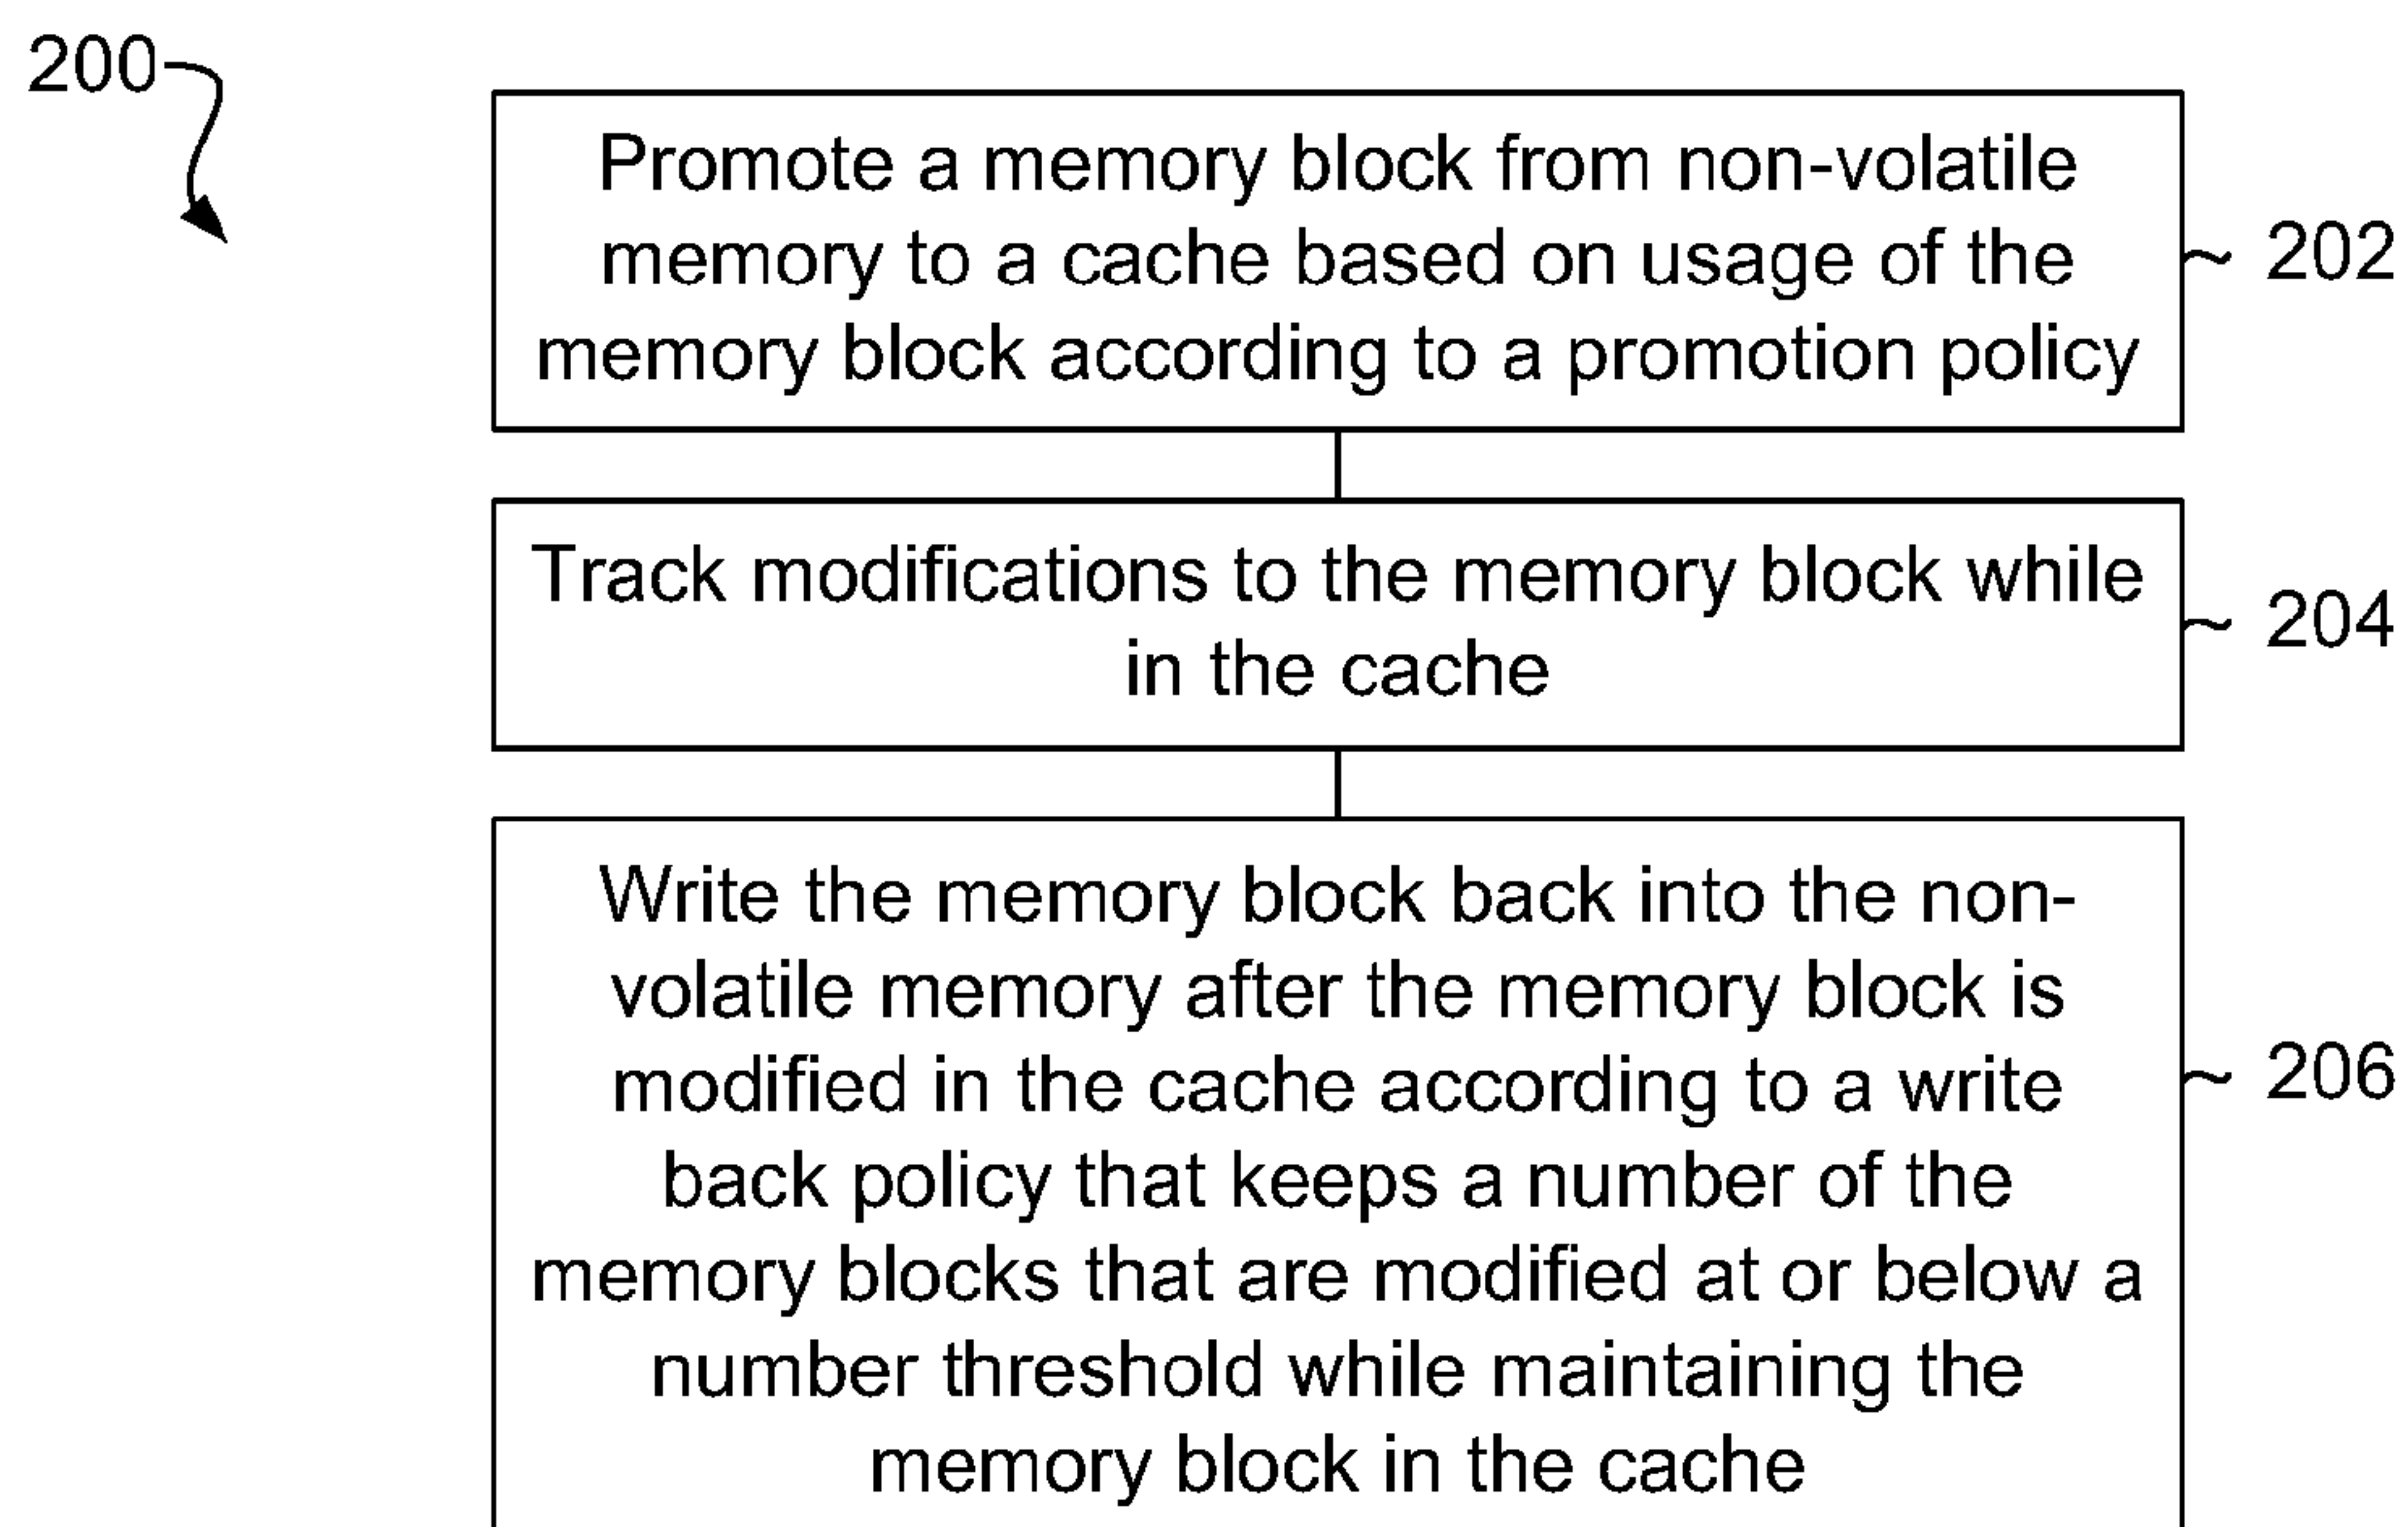 200
Promote a memory block from non-volatile
memory to a cache based on usage of the
memory block according to a promotion policy
202
Track modifications to the memory block while
in the cache
204
Write the memory block back into the non-
volatile memory after the memory block is
modified in the cache according to a write
back policy that keeps a number of the
memory blocks that are modified at or below a
number threshold while maintaining the
memory block in the cache
206